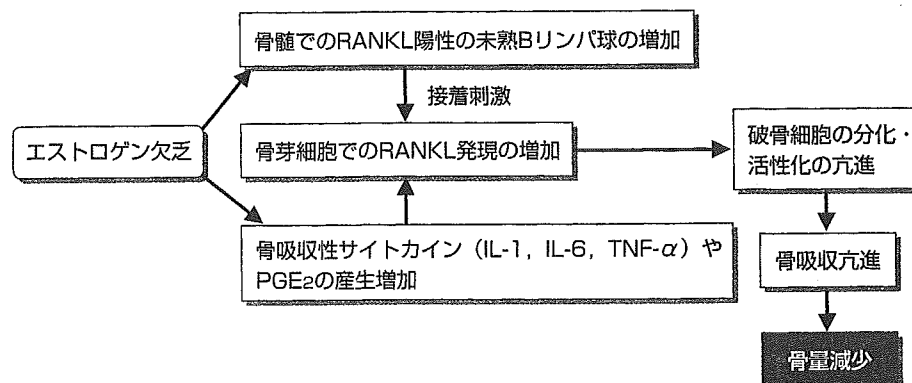 骨髄でのRANKL陽性の未熟Bリンパ球の増加
接着刺激
エストロゲン欠乏
骨芽細胞でのRANKL発現の増加
破骨細胞の分化・
活性化の亢進
骨吸収性サイトカイン（IL-1，IL-6，TNF-α）や
PGE2の産生増加
骨吸収亢進
骨量減少